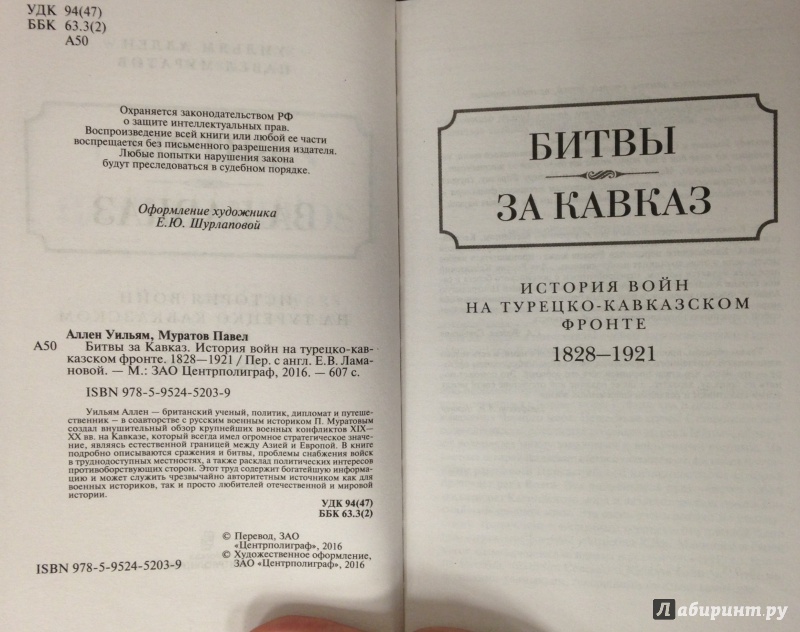 УДК 94(47)
ББК 63.3(2)
А50
Охраняется законодательством РФ
о защите интеллектуальных прав.
Воспроизведение всей книги или любой ее части
воспрещается без письменного разрешения издателя.
Любые попытки нарушения закона
будут преследоваться в судебном порядке.
Оформление художника
Е.Ю. Шурлаповой
Аллен Уильям, Муратов Павел
А50 Битвы за Кавказ. История войн на турецко-кав-
казском фронте. 1828—1921 / Пер. с англ. Е.В. Лама-
новой. — М.: ЗАО Центрполиграф, 2016. — 607 с.
ISBN 978-5-9524-5203-9
Уильям Аллен — британский ученый, политик, дипломат и путеше-
ственник – в соавторстве с русским военным историком П. Муратовым
создал внушительный обзор крупнейших военных конфликтов XIX—
XX вв. на Кавказе, который всегда имел огромное стратегическое значе-
ние, являясь естественной границей между Азией и Европой. В книге
подробно описываются сражения и битвы, проблемы снабжения войск
в труднодоступных местностях, а также расклад политических интересов
противоборствующих сторон. Этот труд содержит богатейшую информа-
цию и может служить чрезвычайно авторитетным источником как для
военных историков, так и просто любителей отечественной и мировой
истории.
УДК 94(47)
ББК 63.3(2)
© Перевод, ЗАО
«Центрполиграф», 2016
© Художественное оформление,
ЗАО «Центрполиграф», 2016
ISBN 978-5-9524-5203-9
БИТВЫ
ЗА КАВКАЗ
ИСТОРИЯ ВОЙН
НА ТУРЕЦКО-КАВКАЗСКОМ
ФРОНТЕ
1828—1921
Лабиринт.ру